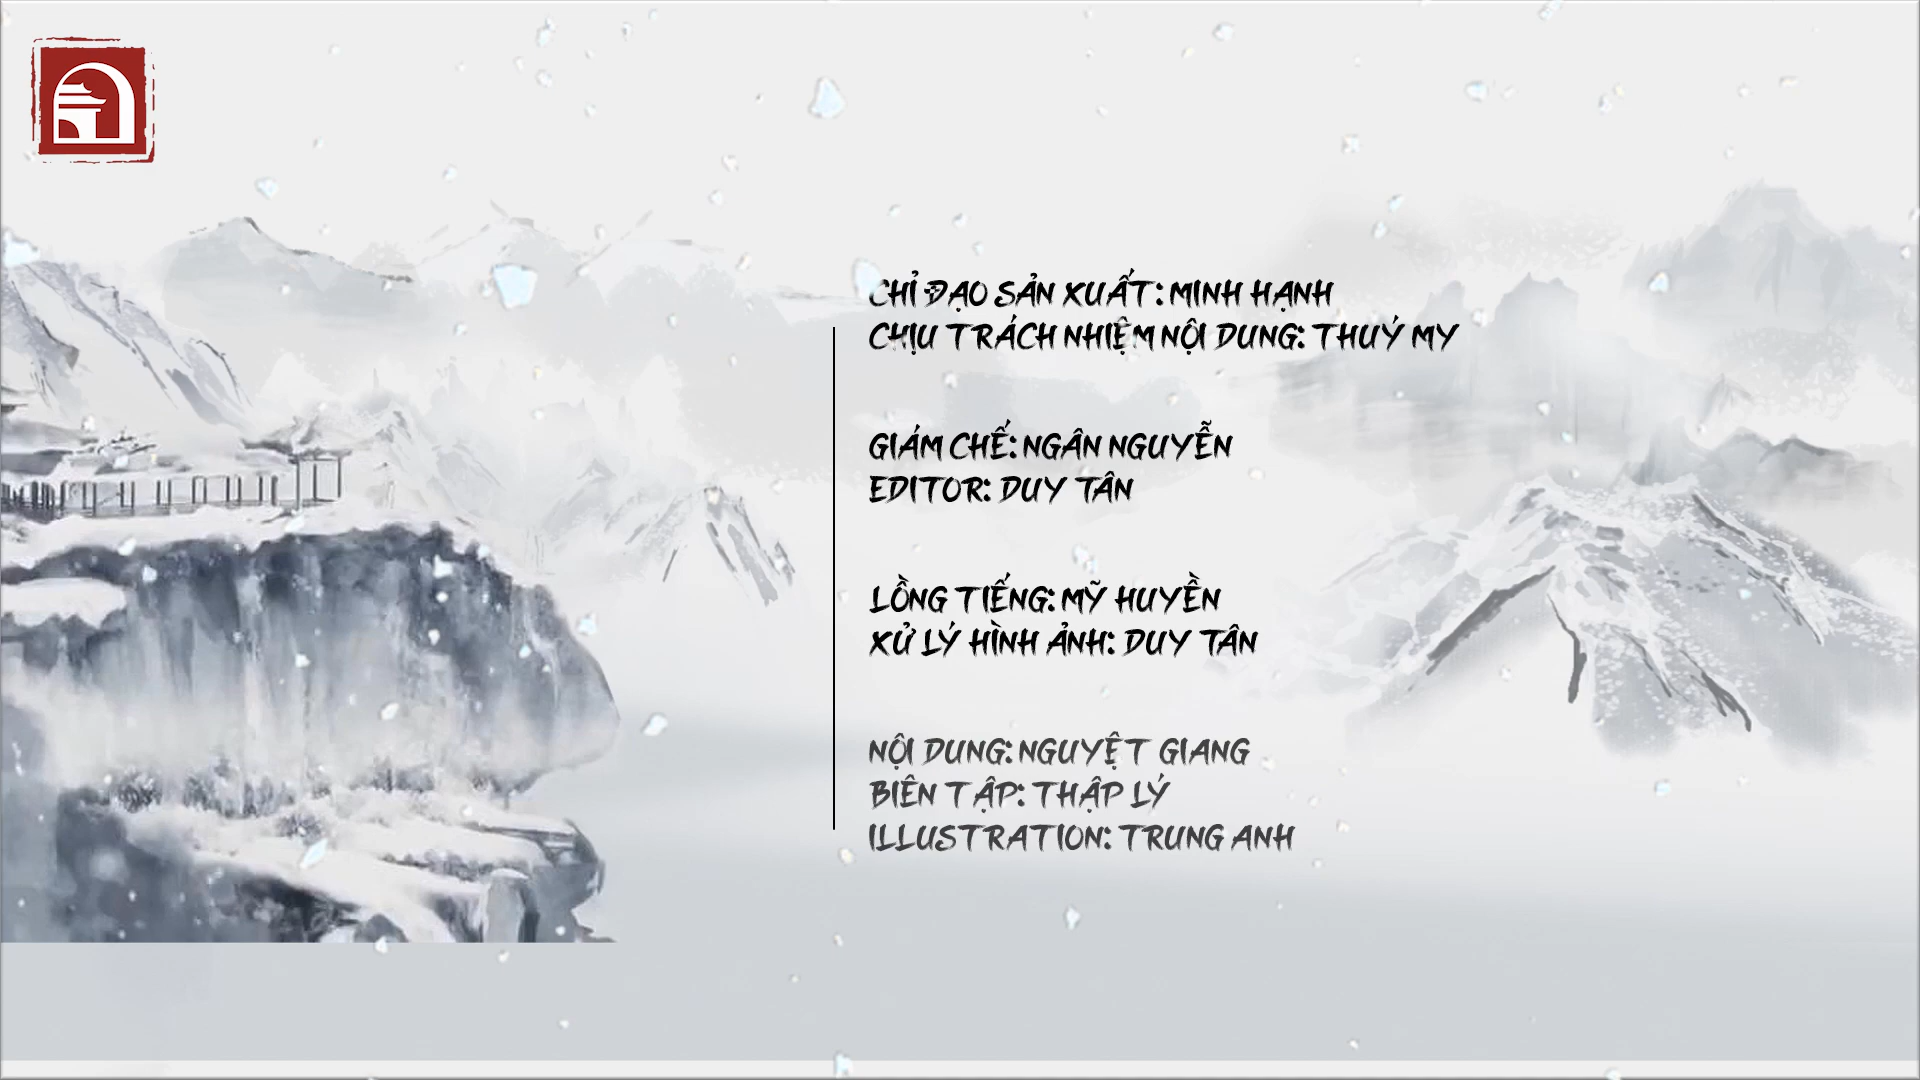 CHỈ ĐẠO SẢN XUẤT: MINH HẠNH
CHỊU TRÁCH NHIỆM NỘI DUNG: THUÝ MY
GIÁM CHẾ: NGÂN NGUYỄN
EDITOR: DUY TÂN
LỒNG TIẾNG: MỸ HUYỀN
XỬ LÝ HÌNH ẢNH: DUY TÂN
NỘI DUNG: NGUYỆT GIANG
BIÊN TẬP: THẬP LÝ
ILLUSTRATION: TRUNG ANH